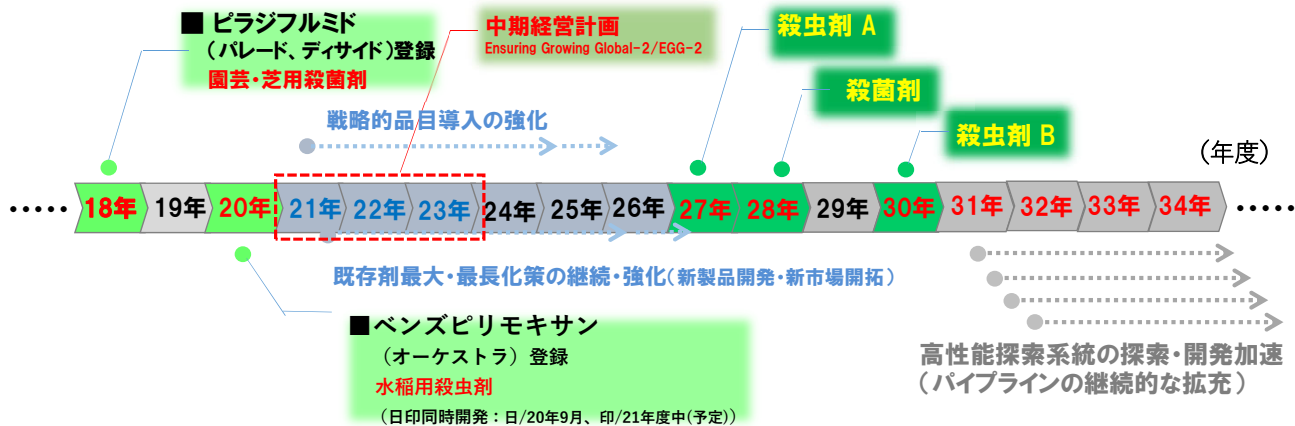 ■ ピラジフルミド
（パレード、ディサイド）登録
園芸・芝用殺菌剤
中期経営計画
Ensuring Growing Global-2/EGG-2
殺虫剤 A
殺菌剤
殺虫剤 B
戦略的品目導入の強化
（年度）
‥‥‥ 18年 19年 20年 21年 22年 23年 24年 25年 26年 27年 28年 29年 30年 31年 32年 33年 34年 ‥‥‥
既存剤最大・最長化策の継続・強化（新製品開発・新市場開拓）
■ベンズピリモキサン
（オーケストラ）登録
水稲用殺虫剤
（日印同時開発：日/20年9月、印/21年度中(予定)）
高性能探索系統の探索・開発加速
（パイプラインの継続的な拡充）